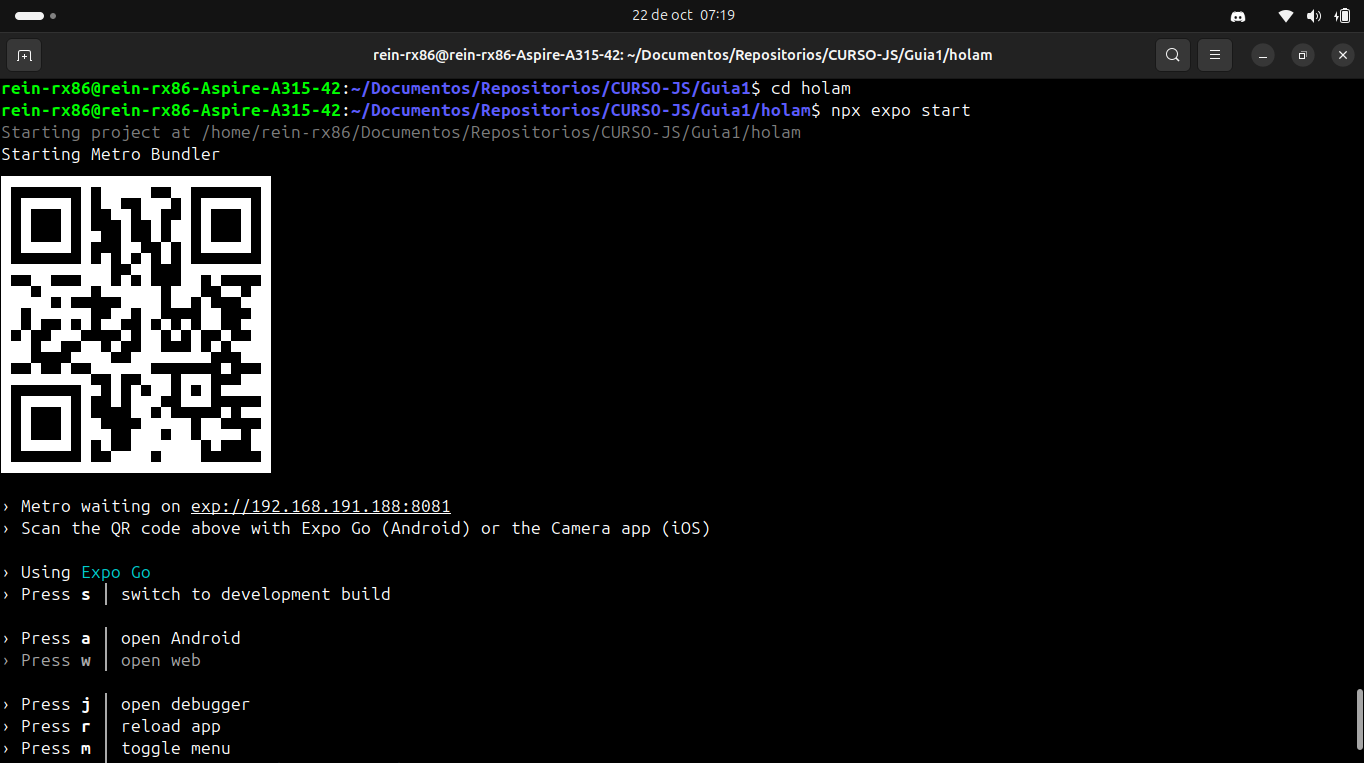 22 de oct 07:19
rein-rx86@rein-rx86-Aspire-A315-42: ~/Documentos/Repositorios/CURSO-JS/Guia1/holam
rein-rx86@rein-rx86-Aspire-A315-42:~/Documentos/Repositorios/CURSO-JS/Guia1$ cd holam
rein-rx86@rein-rx86-Aspire-A315-42:~/Documentos/Repositorios/CURSO-JS/Guia1/holam$ npx expo start
Starting project at /home/rein-rx86/Documentos/Repositorios/CURSO-JS/Guia1/holam
Starting Metro Bundler
› Metro waiting on exp://192.168.191.188:8081
› Scan the QR code above with Expo Go (Android) or the Camera app (iOS)
› Using Expo Go
› Press s │ switch to development build
› Press a │ open Android
› Press w │ open web
› Press j │ open debugger
› Press r │ reload app
› Press m │ toggle menu